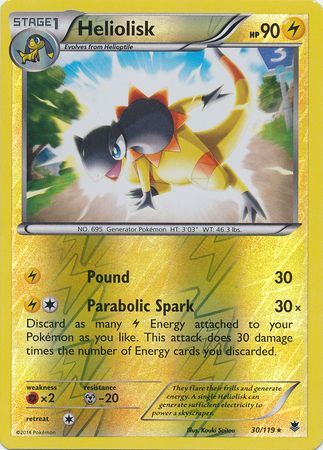 STAGE 1
Heliolisk
HP 90
Evolves from Helioptile
NO. 695 Generator Pokémon HT: 3'03" WT: 46.3 lbs.
Pound 30
Parabolic Spark 30×
Discard as many Energy attached to your
Pokémon as you like. This attack does 30 damage
times the number of Energy cards you discarded.
weakness resistance
×2 -20
retreat
They flare their frills and generate
energy. A single Heliolisk can
generate sufficient electricity to
power a skyscraper.
©2014 Pokémon
Illus. Kouki Saitou
30/119 ★